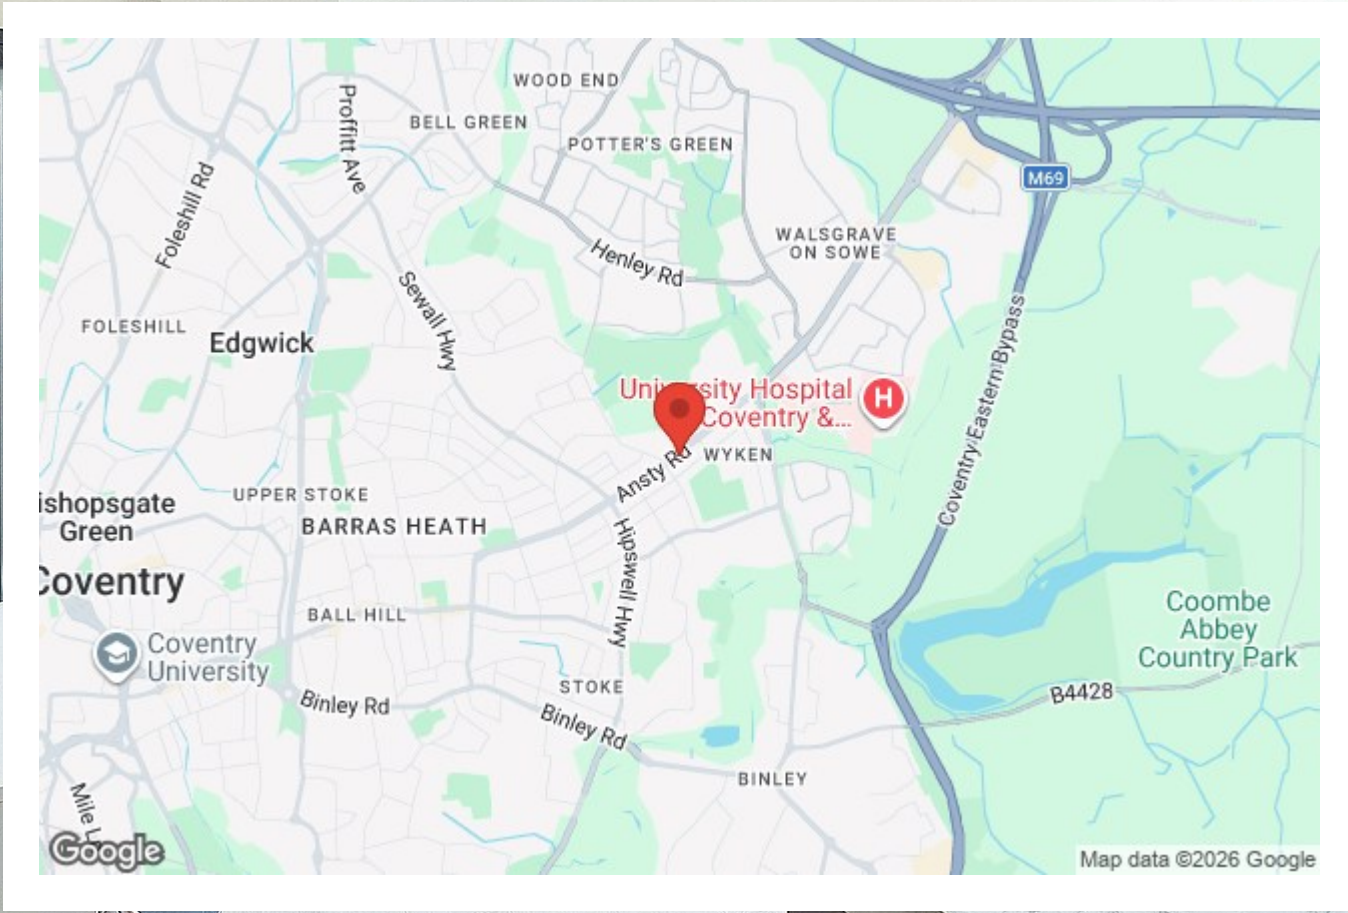 WOOD END
BELL GREEN
Proffitt Ave
POTTER'S GREEN
Foleshill Rd
M69
WALSGRAVE
ON SOWE
Henley Rd
Sewall Hwy
FOLESHILL
Edgwick
Coventry Eastern Bypass
University Hospital
Coventry &...
H
WYKEN
Ansty Rd
UPPER STOKE
ishopsgate
Green
BARRAS HEATH
Hipswell Hwy
Coventry
Coombe
Abbey
Country Park
BALL HILL
Coventry
University
STOKE
B4428
Binley Rd
Binley Rd
BINLEY
Mile L
Google
Map data ©2026 Google